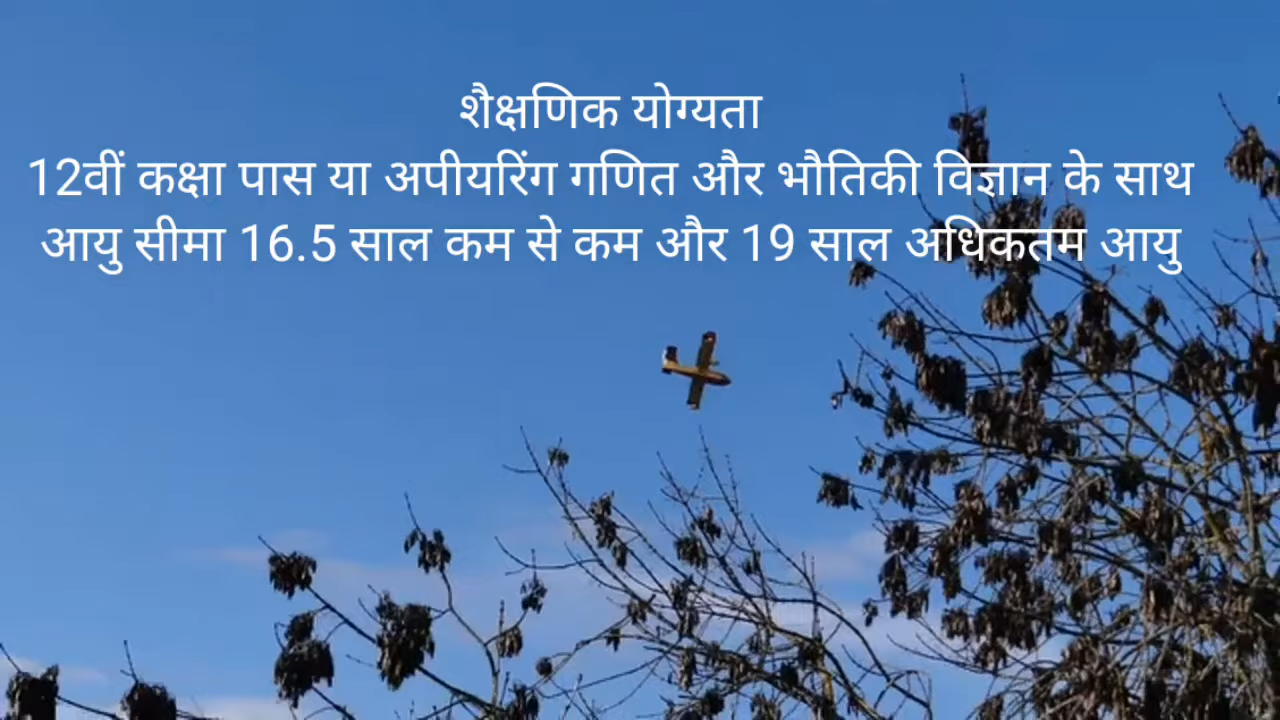 शैक्षणिक योग्यता
12वीं कक्षा पास या अपीयरिंग गणित और भौतिकी विज्ञान के साथ
आयु सीमा 16.5 साल कम से कम और 19 साल अधिकतम आयु